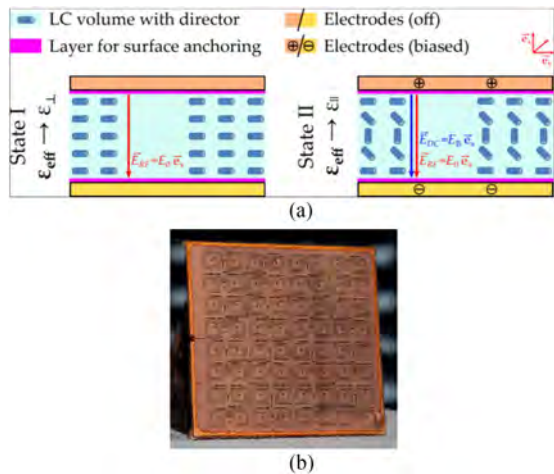 LC volume with director
Electrodes (off)
Layer for surface anchoring
⊕/⊖ Electrodes (biased)
State I
ε_eff → ε_⊥
E_RF=E_0 e_x
State II
ε_eff → ε_||
⊕ ⊕
E_DC=E_B e_x
E_RF=E_0 e_x
⊖ ⊖
(a)
(b)